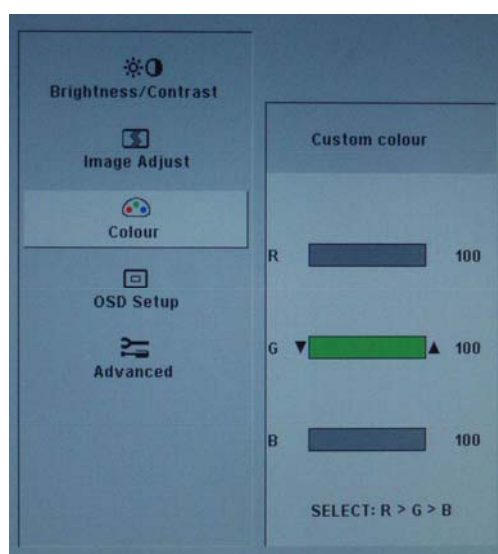 Brightness/Contrast
Image Adjust
Colour
OSD Setup
Advanced
Custom colour
R 100
G ▼ ▲ 100
B 100
SELECT: R > G > B